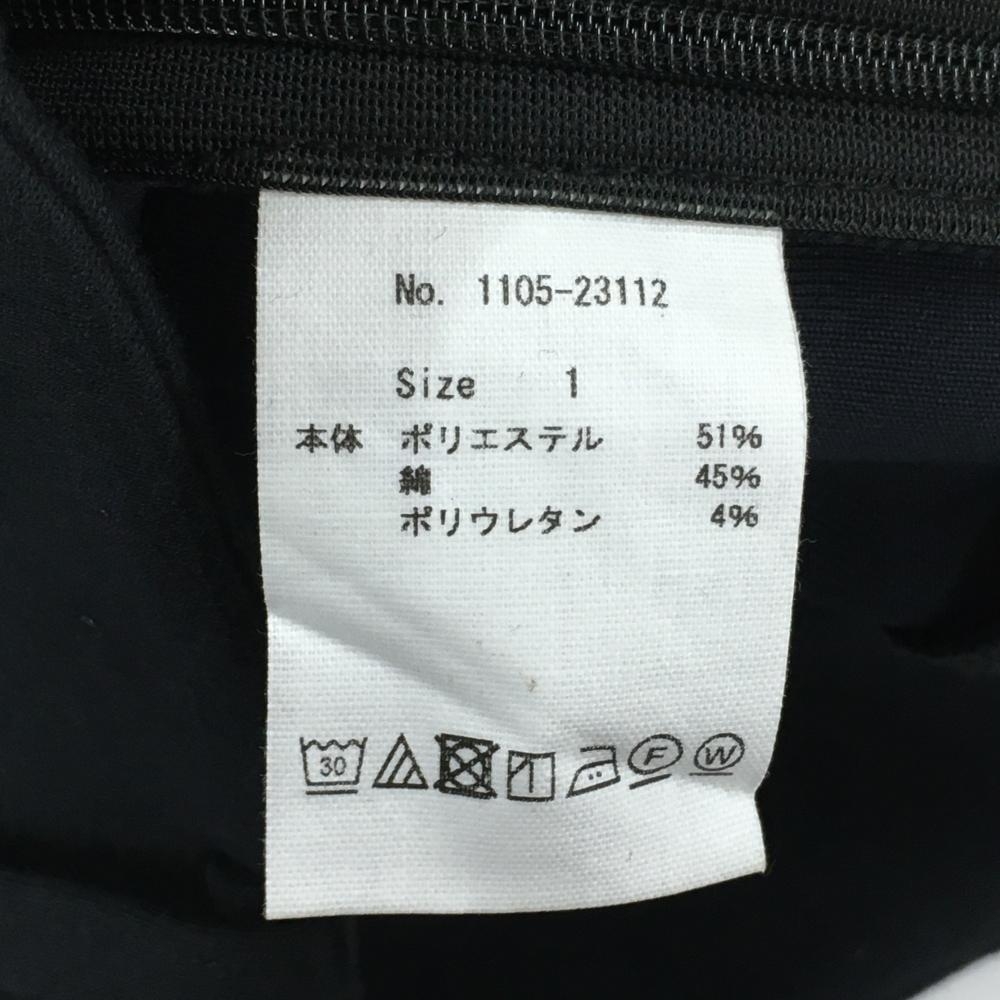 No. 1105-23112
Size 1
本体 ポリエステル 51%
綿 45%
ポリウレタン 4%
30 F W